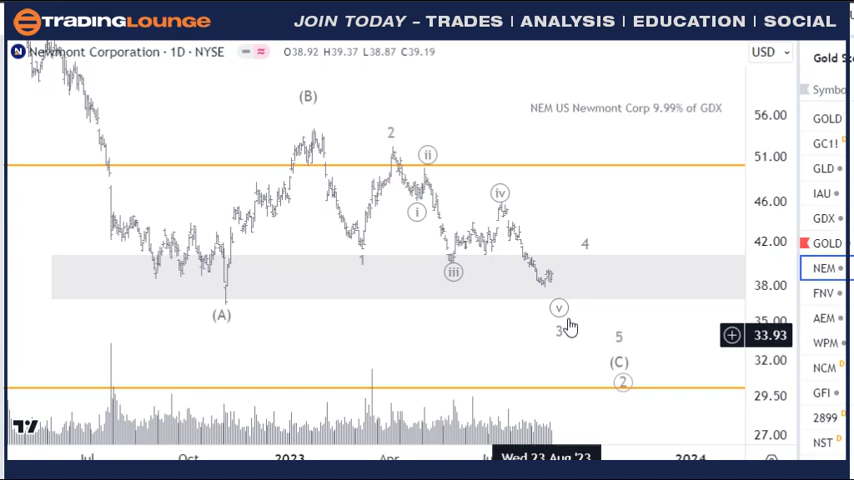 TRADINGLOUNGE
JOIN TODAY - TRADES | ANALYSIS | EDUCATION | SOCIAL
Newmont Corporation · 1D · NYSE
O38.92 H39.37 L38.87 C39.19
USD
Gold
Symbo
(B)
NEM US Newmont Corp 9.99% of GDX
56.00
GOLD
2
ii
51.00
GC1! D
GLD
iv
46.00
IAU
i
GDX
1
4
42.00
GOLD
iii
38.00
NEM
(A)
v
FNV
35.00
AEM
3
5
33.93
WPM
(C)
32.00
NCM D
2
29.50
GFI
2899
27.00
NST
Jul
Oct
2023
Apr
Wed 23 Aug '23
2024